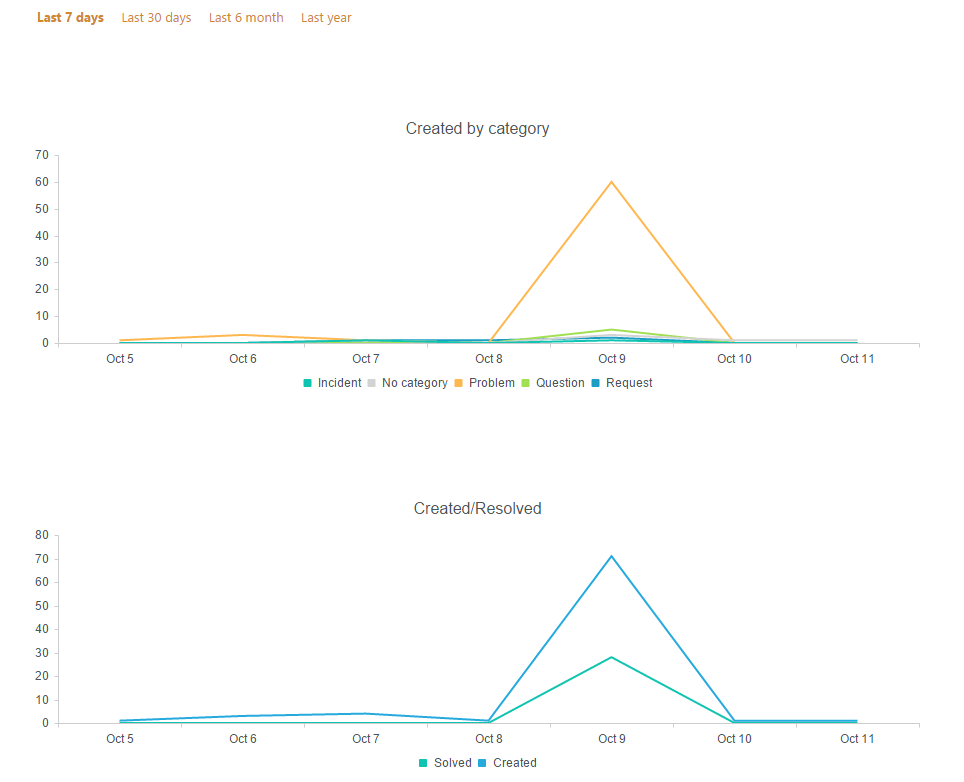 Last 7 days Last 30 days Last 6 month Last year
Created by category
70
60
50
40
30
20
10
0
Oct 5 Oct 6 Oct 7 Oct 8 Oct 9 Oct 10 Oct 11
Incident No category Problem Question Request
Created/Resolved
80
70
60
50
40
30
20
10
0
Oct 5 Oct 6 Oct 7 Oct 8 Oct 9 Oct 10 Oct 11
Solved Created